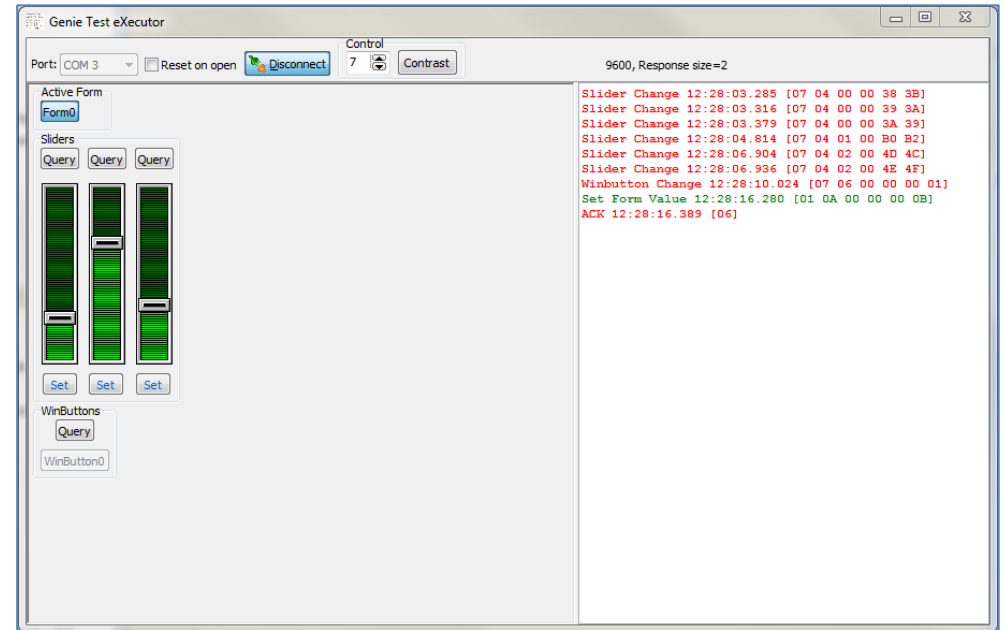 Genie Test eXecutor
Control
Port: COM 3 Reset on open Disconnect 7 Contrast 9600, Response size=2
Active Form
Form0
Sliders
Query Query Query
Set Set Set
WinButtons
Query
WinButton0
Slider Change 12:28:03.285 [07 04 00 00 38 3B]
Slider Change 12:28:03.316 [07 04 00 00 39 3A]
Slider Change 12:28:03.379 [07 04 00 00 3A 39]
Slider Change 12:28:04.814 [07 04 01 00 B0 B2]
Slider Change 12:28:06.904 [07 04 02 00 4D 4C]
Slider Change 12:28:06.936 [07 04 02 00 4E 4F]
Winbutton Change 12:28:10.024 [07 06 00 00 00 01]
Set Form Value 12:28:16.280 [01 0A 00 00 00 0B]
ACK 12:28:16.389 [06]